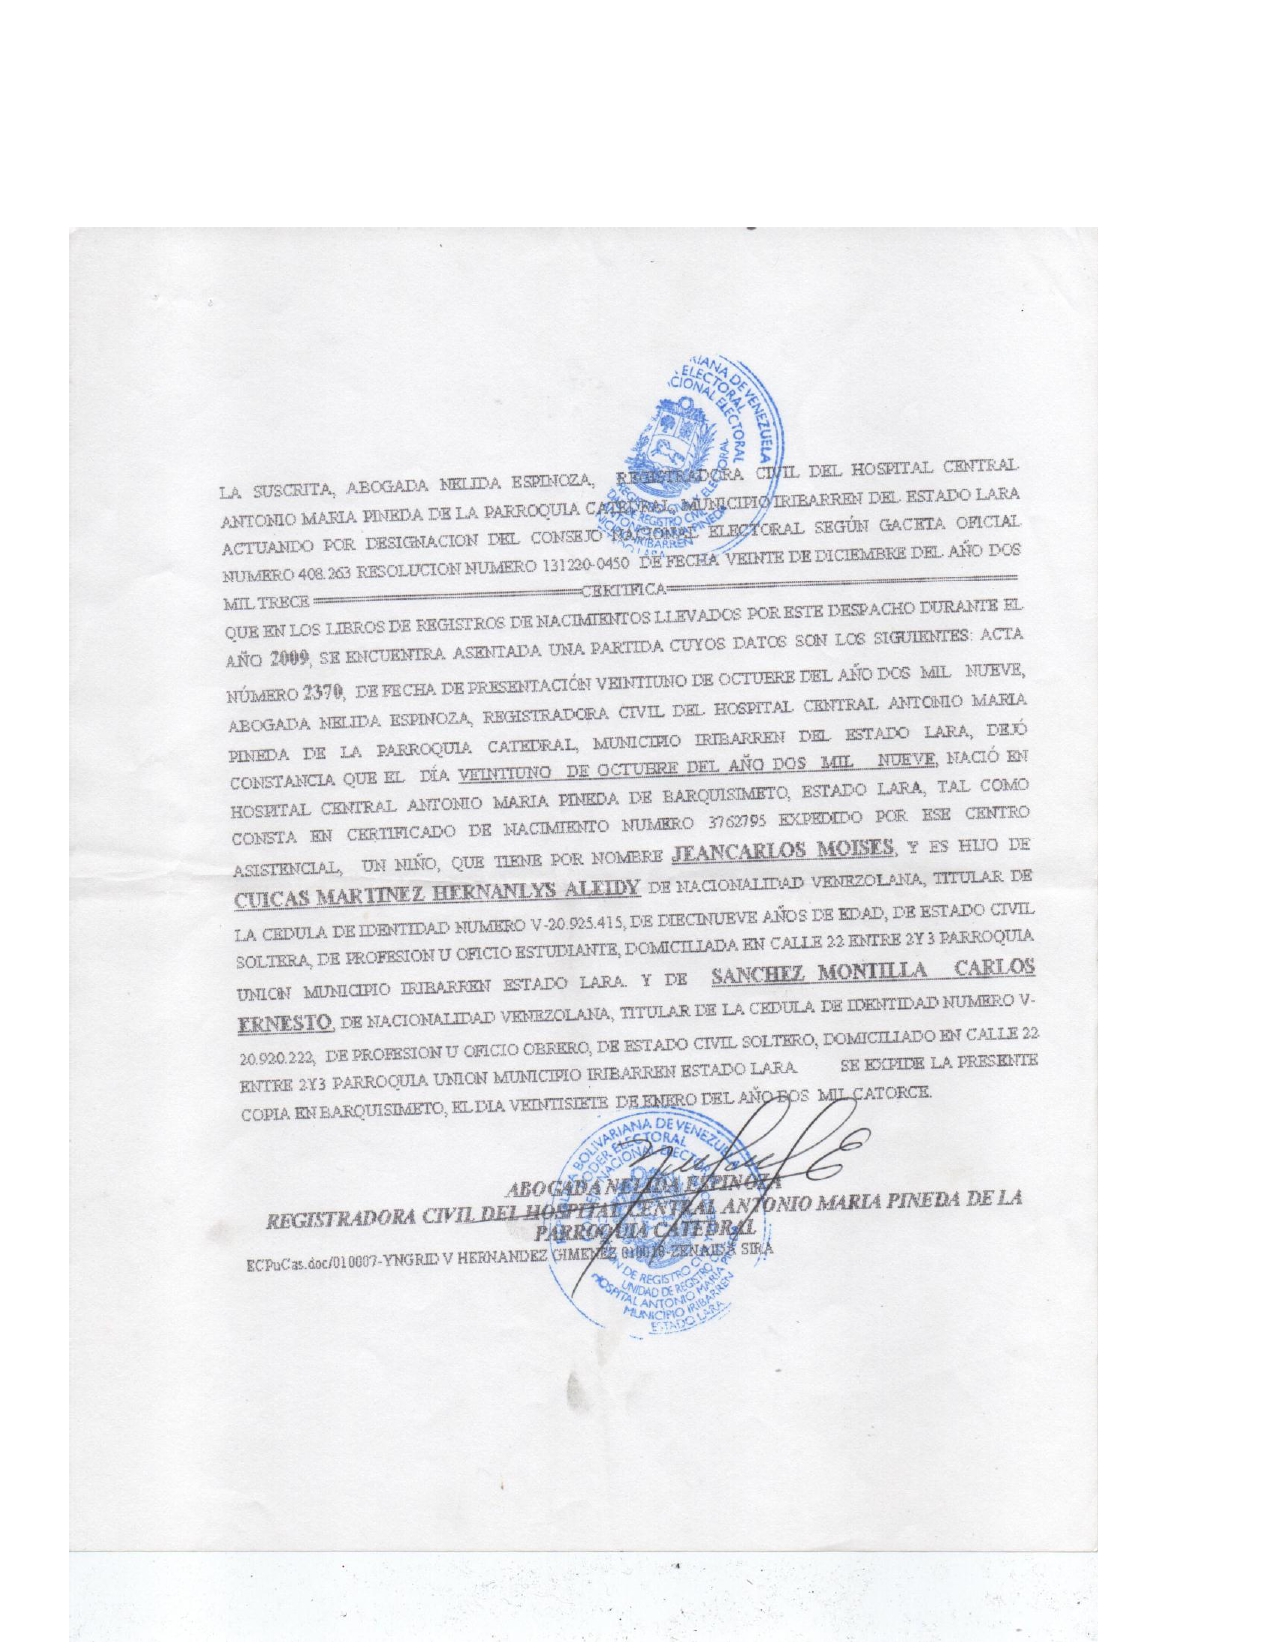 ARIANA DE VENEZUELA
ELECTORAL
CIONAL ELECTORAL
LA SUSCRITA, ABOGADA NELIDA ESPINOZA, REGISTRADORA CIVIL DEL HOSPITAL CENTRAL
ANTONIO MARIA PINEDA DE LA PARROQUIA CATEDRAL, MUNICIPIO IRIBARREN DEL ESTADO LARA
ACTUANDO POR DESIGNACION DEL CONSEJO NACIONAL ELECTORAL SEGÚN GACETA OFICIAL
NUMERO 408.263 RESOLUCION NUMERO 131220-0450 DE FECHA VEINTE DE DICIEMBRE DEL AÑO DOS
MIL TRECE ====CERTIFICA====
QUE EN LOS LIBROS DE REGISTROS DE NACIMIENTOS LLEVADOS POR ESTE DESPACHO DURANTE EL
AÑO 2009, SE ENCUENTRA ASENTADA UNA PARTIDA CUYOS DATOS SON LOS SIGUIENTES: ACTA
NÚMERO 2370, DE FECHA DE PRESENTACIÓN VEINTIUNO DE OCTUBRE DEL AÑO DOS MIL NUEVE,
ABOGADA NELIDA ESPINOZA, REGISTRADORA CIVIL DEL HOSPITAL CENTRAL ANTONIO MARIA
PINEDA DE LA PARROQUIA CATEDRAL, MUNICIPIO IRIBARREN DEL ESTADO LARA, DEJÓ
CONSTANCIA QUE EL DÍA VEINTIUNO DE OCTUBRE DEL AÑO DOS MIL NUEVE, NACIÓ EN
HOSPITAL CENTRAL ANTONIO MARIA PINEDA DE BARQUISIMETO, ESTADO LARA, TAL COMO
CONSTA EN CERTIFICADO DE NACIMIENTO NUMERO 3762795 EXPEDIDO POR ESE CENTRO
ASISTENCIAL, UN NIÑO, QUE TIENE POR NOMBRE JEANCARLOS MOISES, Y ES HIJO DE
CUICAS MARTINEZ HERNANLYS ALEIDY DE NACIONALIDAD VENEZOLANA, TITULAR DE
LA CEDULA DE IDENTIDAD NUMERO V-20.925.415, DE DIECINUEVE AÑOS DE EDAD, DE ESTADO CIVIL
SOLTERA, DE PROFESION U OFICIO ESTUDIANTE, DOMICILIADA EN CALLE 22 ENTRE 2Y3 PARROQUIA
UNION MUNICIPIO IRIBARREN ESTADO LARA. Y DE SANCHEZ MONTILLA CARLOS
ERNESTO, DE NACIONALIDAD VENEZOLANA, TITULAR DE LA CEDULA DE IDENTIDAD NUMERO V-
20.920.222, DE PROFESION U OFICIO OBRERO, DE ESTADO CIVIL SOLTERO, DOMICILIADO EN CALLE 22
ENTRE 2Y3 PARROQUIA UNION MUNICIPIO IRIBARREN ESTADO LARA SE EXPIDE LA PRESENTE
COPIA EN BARQUISIMETO, EL DIA VEINTISIETE DE ENERO DEL AÑO DOS MIL CATORCE.
BOLIVARIANA DE VENEZUELA
PODER ELECTORAL
NACIONAL ELECTORAL
ABOGADA NELIDA ESPINOZA
REGISTRADORA CIVIL DEL HOSPITAL CENTRAL ANTONIO MARIA PINEDA DE LA
PARROQUIA CATEDRAL
ECPuCas.doc/010007-YNGRID V HERNANDEZ GIMENEZ 010018-ZENAIDA SIRA
UNIDAD DE REGISTRO CIVIL
HOSPITAL ANTONIO MARIA PINEDA
MUNICIPIO IRIBARREN
ESTADO LARA